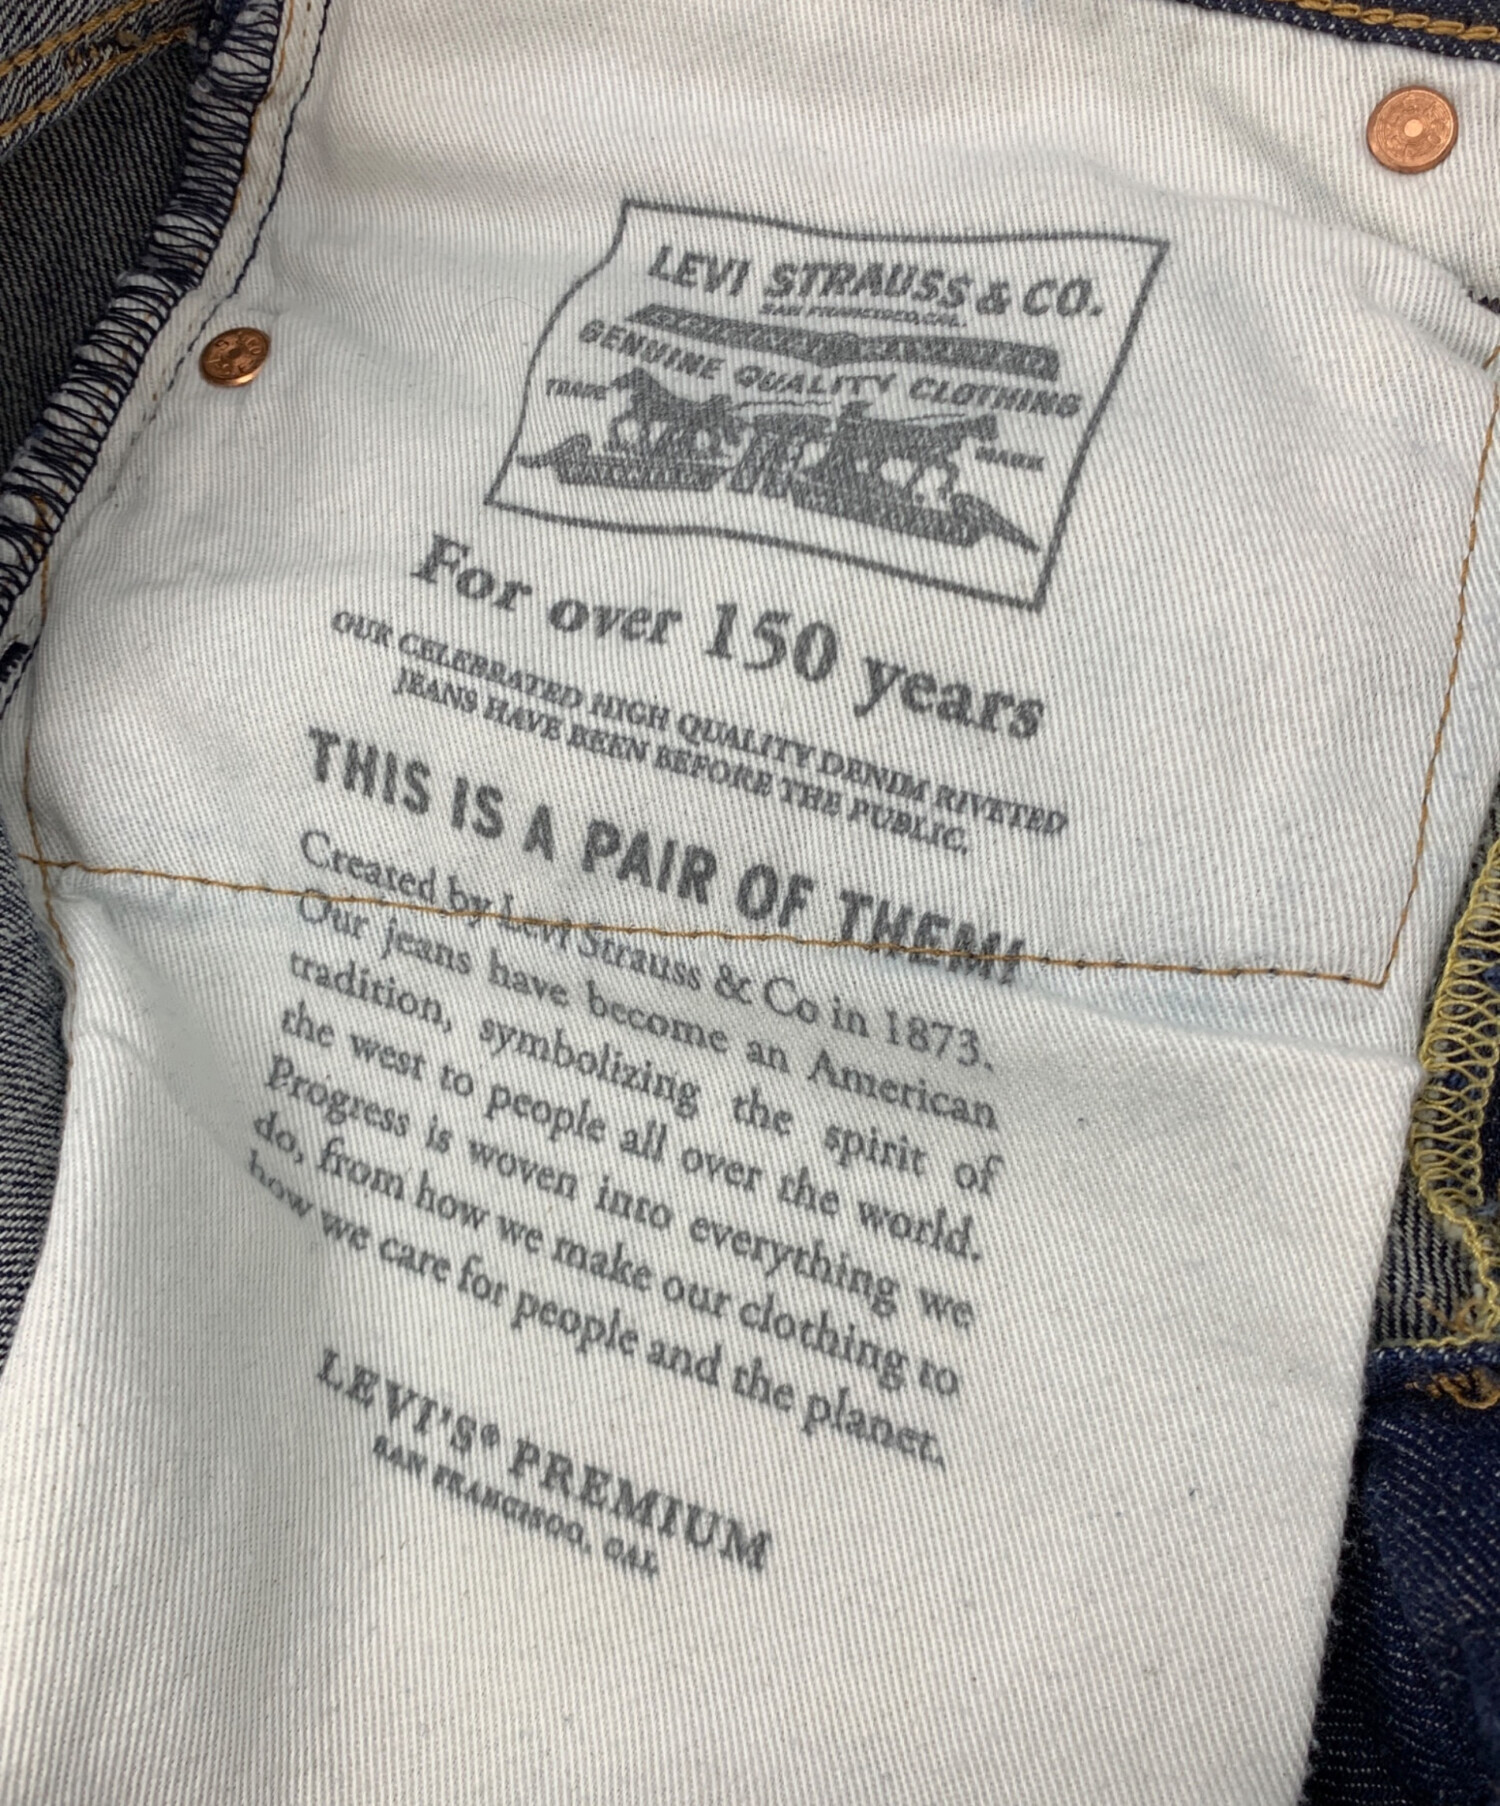 LEVI STRAUSS & CO.
SAN FRANCISCO, CAL.
GENUINE QUALITY CLOTHING
TRADE MARK
For over 150 years
OUR CELEBRATED HIGH QUALITY DENIM RIVETED
JEANS HAVE BEEN BEFORE THE PUBLIC.
THIS IS A PAIR OF THEM!
Created by Levi Strauss & Co in 1873.
Our jeans have become an American
tradition, symbolizing the spirit of
the west to people all over the world.
Progress is woven into everything we
do, from how we make our clothing to
how we care for people and the planet.
LEVI'S® PREMIUM
SAN FRANCISCO, CAL